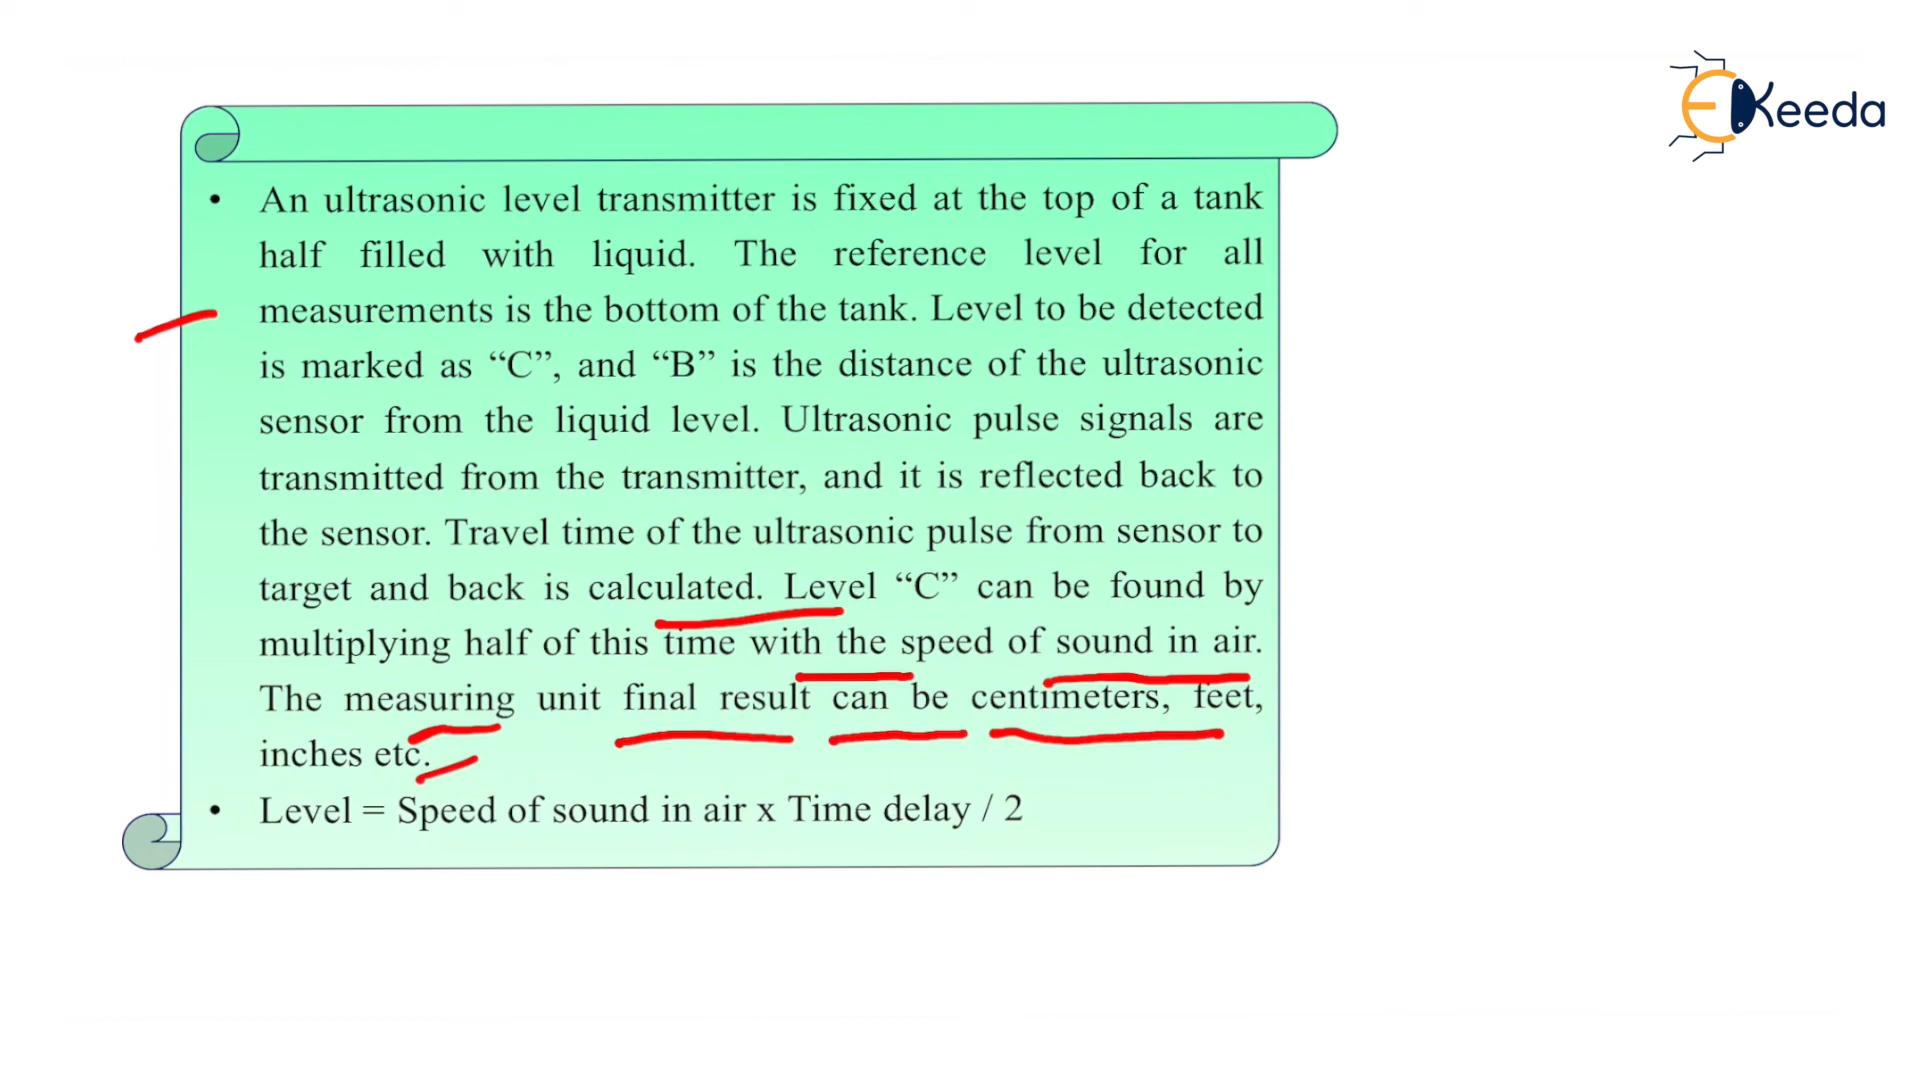 EKeeda
• An ultrasonic level transmitter is fixed at the top of a tank
half filled with liquid. The reference level for all
measurements is the bottom of the tank. Level to be detected
is marked as “C”, and “B” is the distance of the ultrasonic
sensor from the liquid level. Ultrasonic pulse signals are
transmitted from the transmitter, and it is reflected back to
the sensor. Travel time of the ultrasonic pulse from sensor to
target and back is calculated. Level “C” can be found by
multiplying half of this time with the speed of sound in air.
The measuring unit final result can be centimeters, feet,
inches etc.
• Level = Speed of sound in air x Time delay / 2